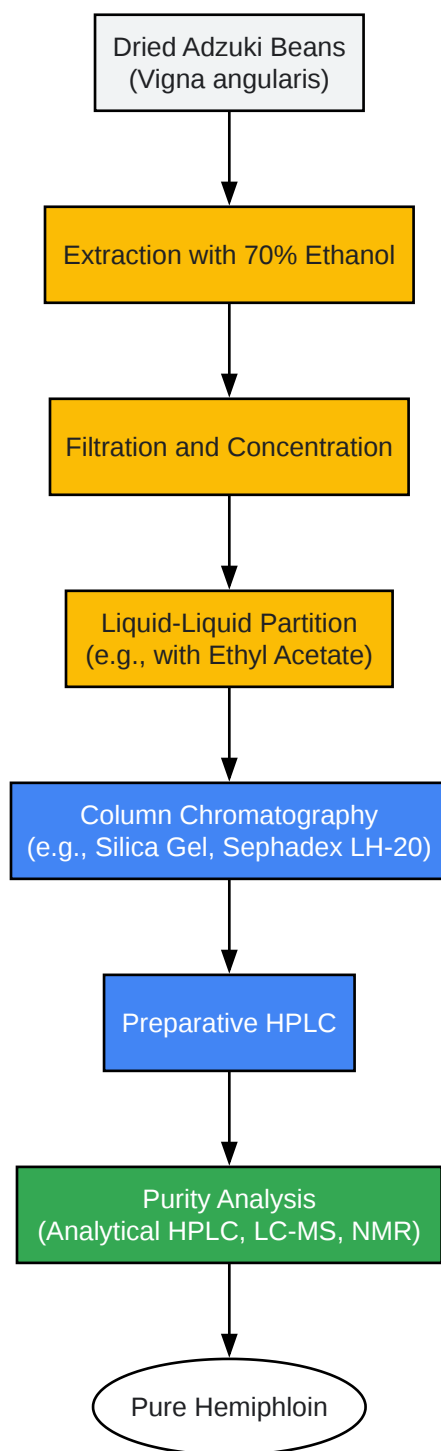 Dried Adzuki Beans
(Vigna angularis)
Extraction with 70% Ethanol
Filtration and Concentration
Liquid-Liquid Partition
(e.g., with Ethyl Acetate)
Column Chromatography
(e.g., Silica Gel, Sephadex LH-20)
Preparative HPLC
Purity Analysis
(Analytical HPLC, LC-MS, NMR)
Pure Hemiphloin